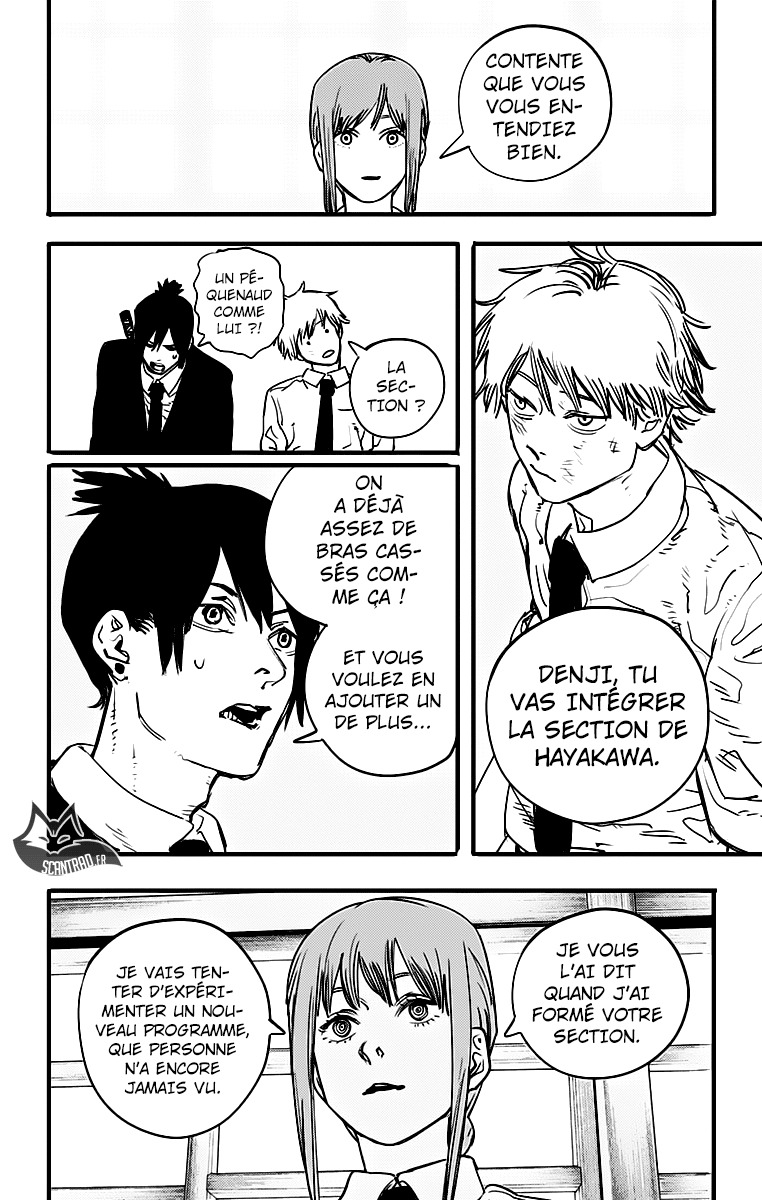 CONTENTE
QUE VOUS
VOUS EN-
TENDIEZ
BIEN.
DENJI, TU
VAS INTÉGRER
LA SECTION DE
HAYAKAWA.
LA
SEC-
TION ?
UN PÉ-
QUENAUD
COMME
LUI ?!
ON
A DÉJÀ
ASSEZ DE
BRAS CAS-
SÉS COM-
ME ÇA !
ET VOUS
VOULEZ EN
AJOUTER UN
DE PLUS...
SCANTRAD.FR
JE VOUS
L'AI DIT
QUAND J'AI
FORMÉ VOTRE
SECTION.
JE VAIS TEN-
TER D'EXPÉRI-
MENTER UN NOU-
VEAU PROGRAMME,
QUE PERSONNE
N'A ENCORE
JAMAIS VU.